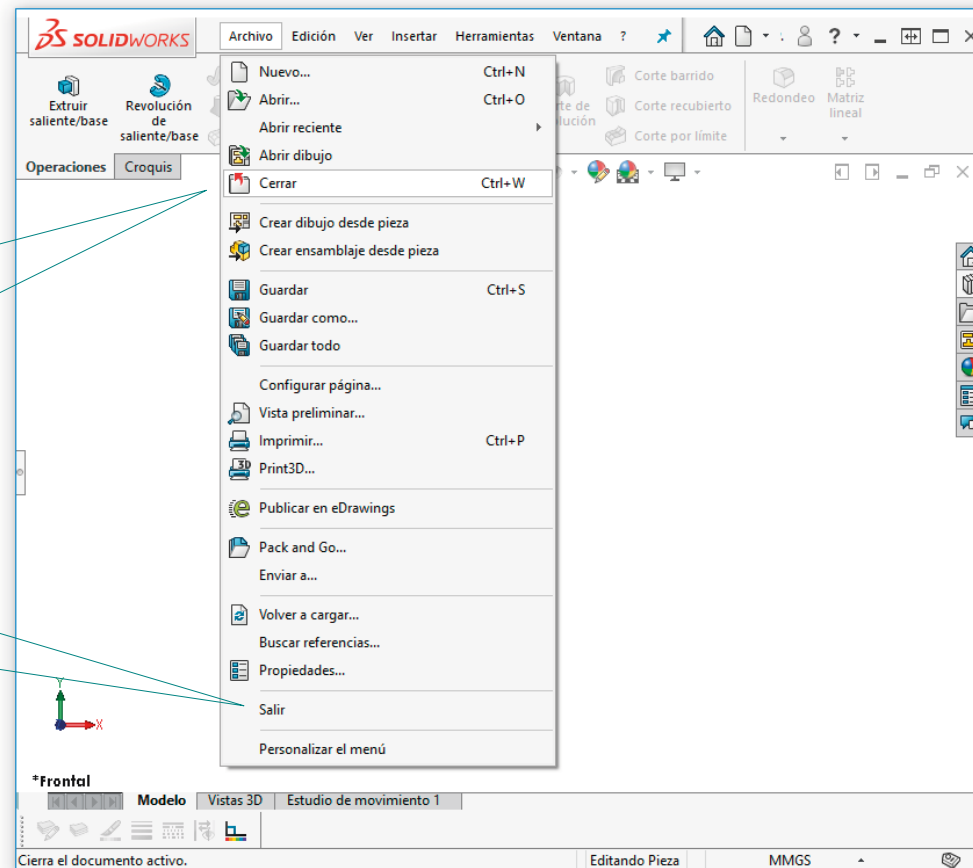 SOLIDWORKS
Archivo Edición Ver Insertar Herramientas Ventana ?
Extruir saliente/base
Revolución de saliente/base
Corte barrido
Corte recubierto
Corte por límite
Redondeo
Matriz lineal
Operaciones Croquis
Nuevo... Ctrl+N
Abrir... Ctrl+O
Abrir reciente
Abrir dibujo
Cerrar Ctrl+W
Crear dibujo desde pieza
Crear ensamblaje desde pieza
Guardar Ctrl+S
Guardar como...
Guardar todo
Configurar página...
Vista preliminar...
Imprimir... Ctrl+P
Print3D...
Publicar en eDrawings
Pack and Go...
Enviar a...
Volver a cargar...
Buscar referencias...
Propiedades...
Salir
Personalizar el menú
Y
X
*Frontal
Modelo Vistas 3D Estudio de movimiento 1
Cierra el documento activo. Editando Pieza MMGS